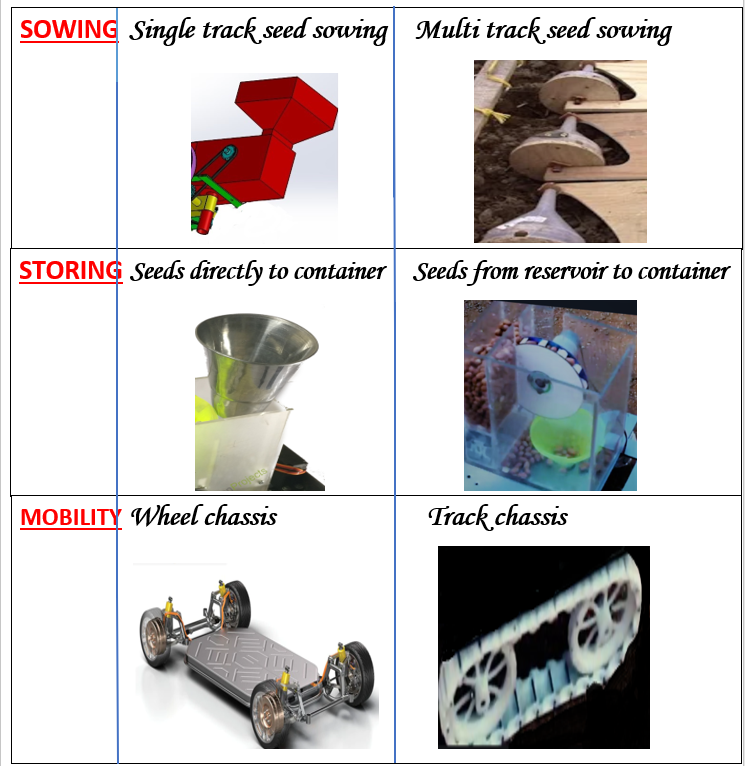 SOWING Single track seed sowing Multi track seed sowing
STORING Seeds directly to container Seeds from reservoir to container
MOBILITY Wheel chassis Track chassis